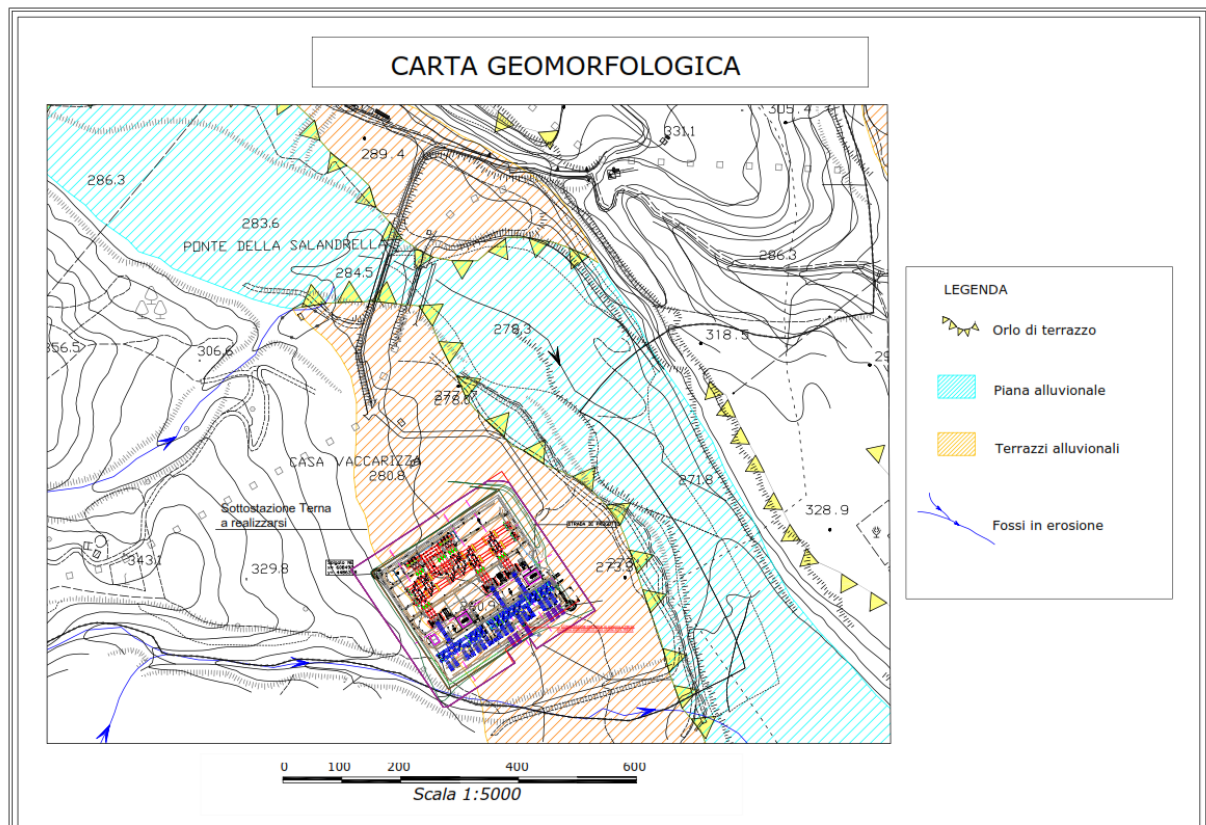 CARTA GEOMORFOLOGICA
305.4
331.1
289.4
286.3
283.6
PONTE DELLA SALANDRELLA
286.3
284.5
278.3
318.5
356.5
306.6
CASA VACCARIZZA
280.8
271.8
Sottostazione Terna
a realizzarsi
328.9
343.1
329.8
273.9
280.9
LEGENDA
Orlo di terrazzo
Piana alluvionale
Terrazzi alluvionali
Fossi in erosione
0 100 200 400 600
Scala 1:5000